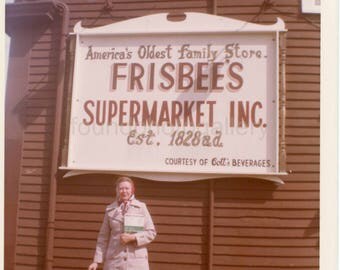 America's Oldest Family Store.
FRISBEE'S
SUPERMARKET INC.
Est. 1828 a.d.
COURTESY OF Cott's BEVERAGES.